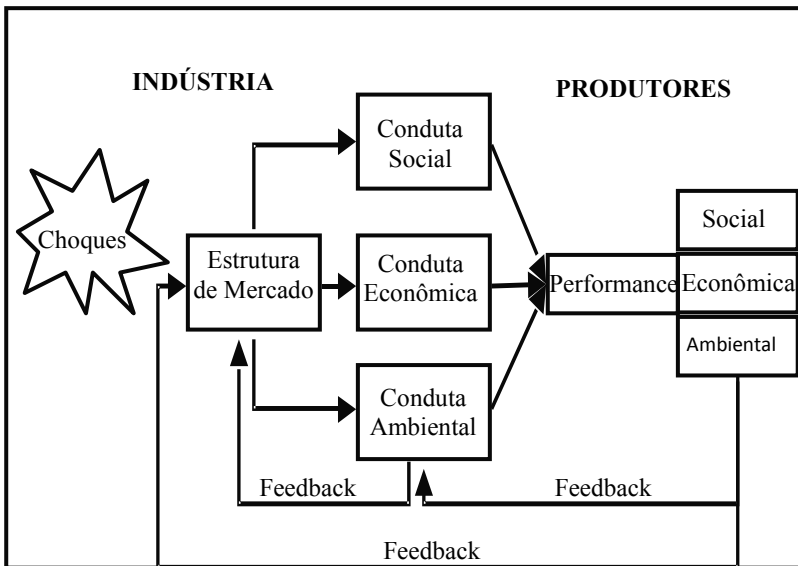 INDÚSTRIA
PRODUTORES
Choques
Estrutura
de Mercado
Conduta
Social
Conduta
Econômica
Conduta
Ambiental
Performance
Social
Econômica
Ambiental
Feedback
Feedback
Feedback